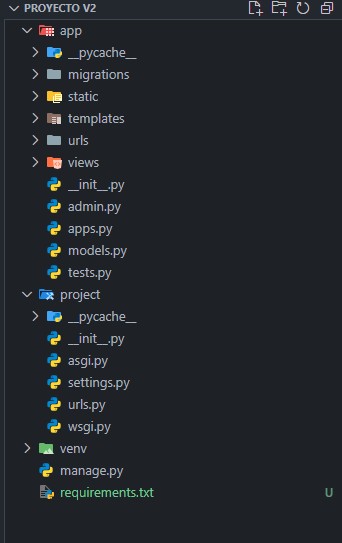 PROYECTO V2
app
__pycache__
migrations
static
templates
urls
views
__init__.py
admin.py
apps.py
models.py
tests.py
project
__pycache__
__init__.py
asgi.py
settings.py
urls.py
wsgi.py
venv
manage.py
requirements.txt U